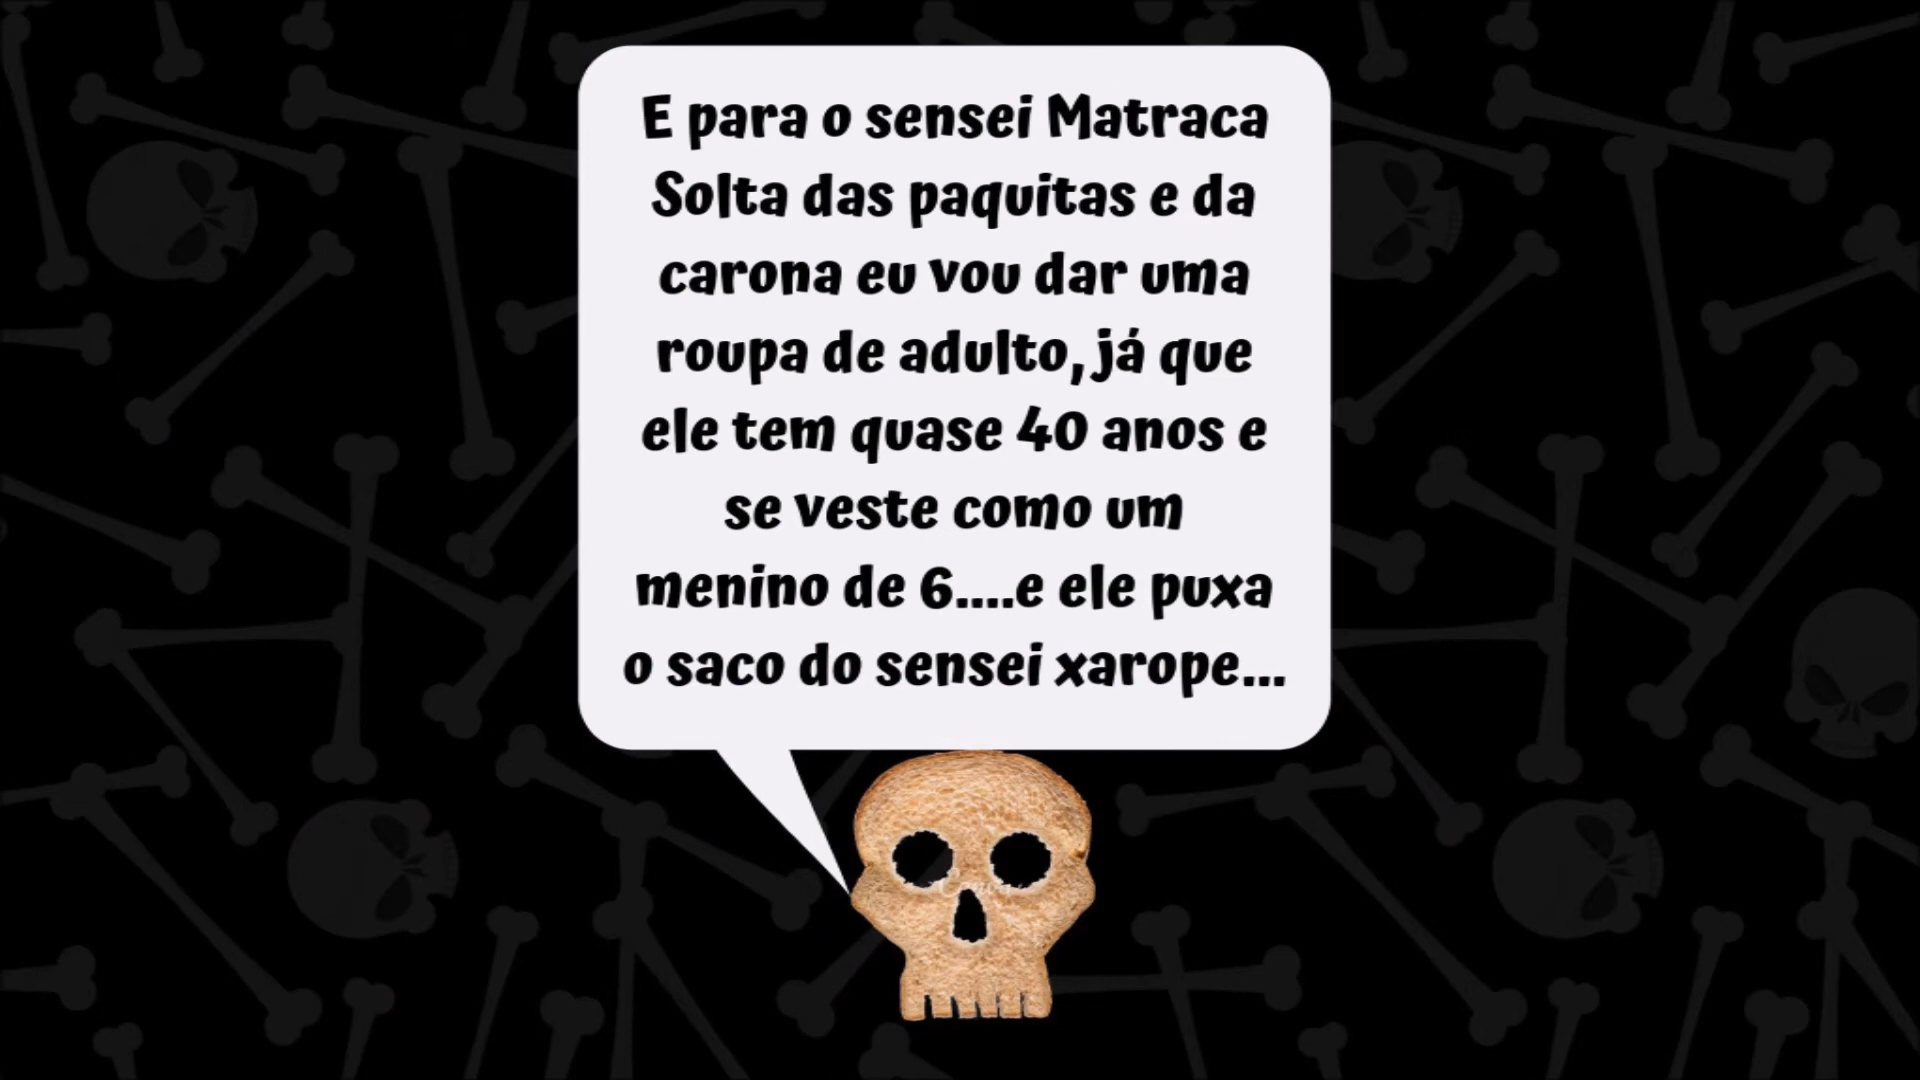 E para o sensei Matraca
Solta das paquitas e da
carona eu vou dar uma
roupa de adulto, já que
ele tem quase 40 anos e
se veste como um
menino de 6....e ele puxa
o saco do sensei xarope...